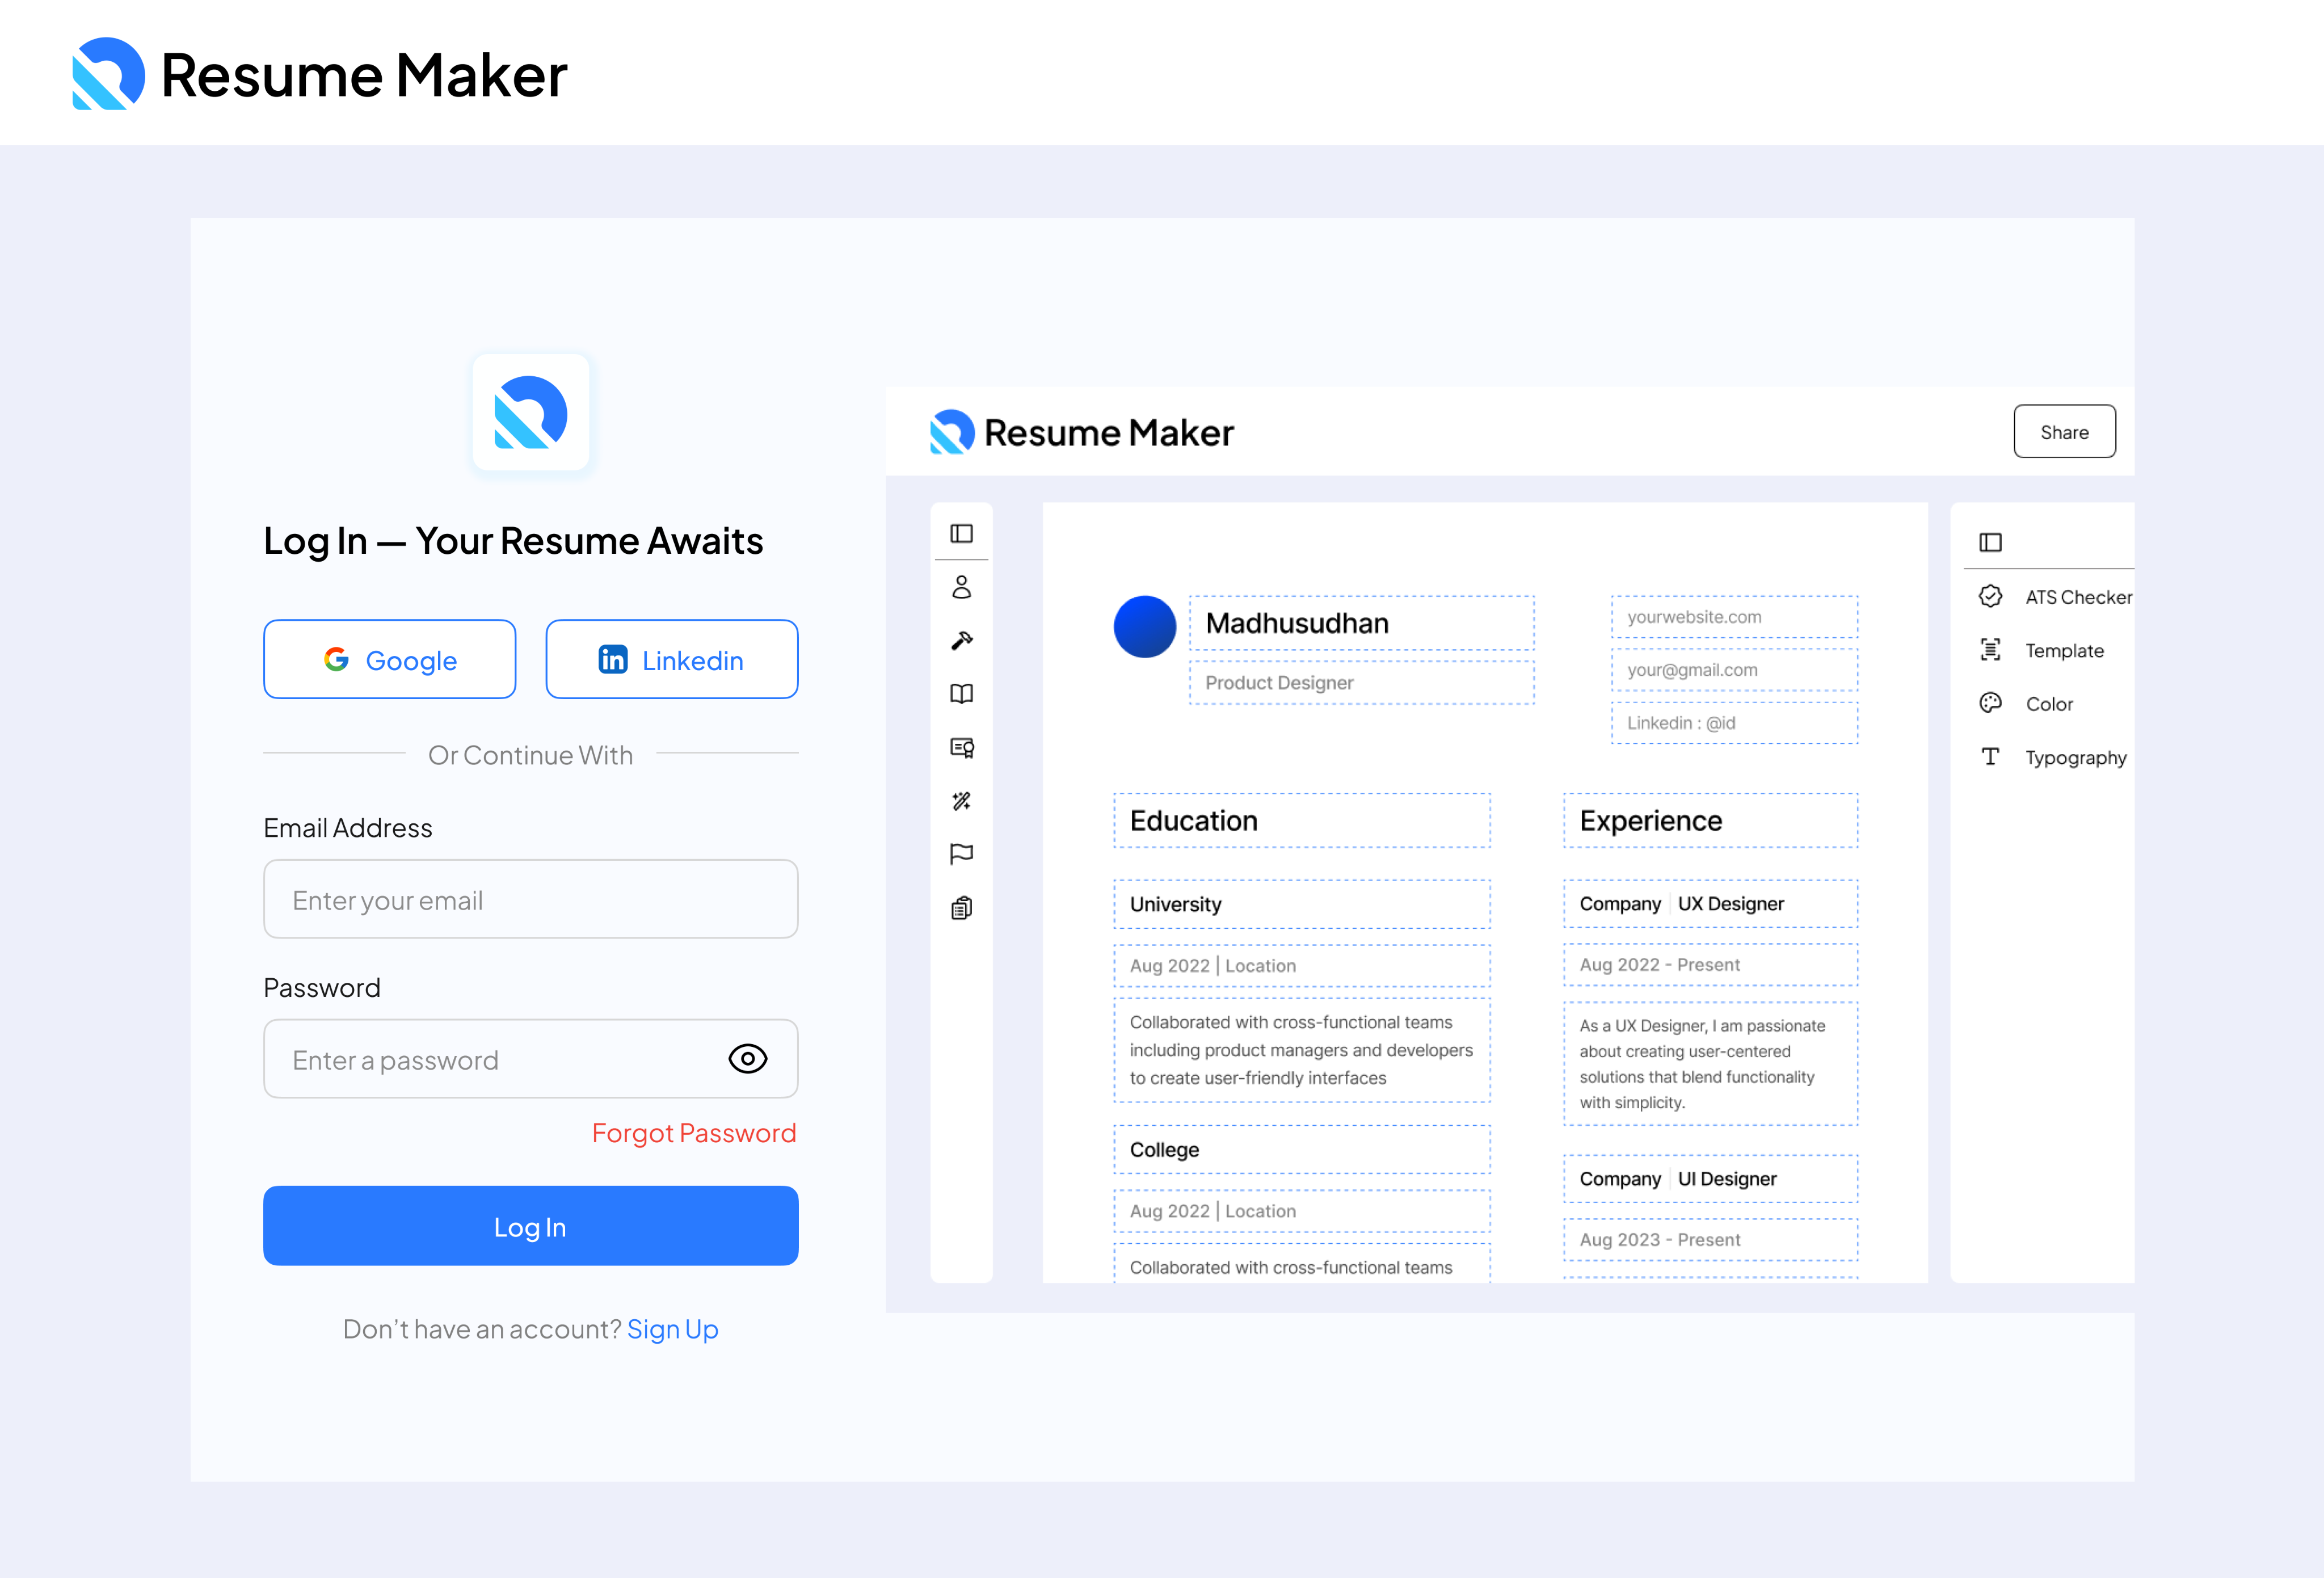 Resume Maker
Log In — Your Resume Awaits
Google
Linkedin
Or Continue With
Email Address
Enter your email
Password
Enter a password
Forgot Password
Log In
Don’t have an account? Sign Up
Resume Maker
Share
Madhusudhan
Product Designer
yourwebsite.com
your@gmail.com
Linkedin : @id
Education
University
Aug 2022 | Location
Collaborated with cross-functional teams
including product managers and developers
to create user-friendly interfaces
College
Aug 2022 | Location
Collaborated with cross-functional teams
Experience
Company | UX Designer
Aug 2022 - Present
As a UX Designer, I am passionate
about creating user-centered
solutions that blend functionality
with simplicity.
Company | UI Designer
Aug 2023 - Present
ATS Checker
Template
Color
Typography